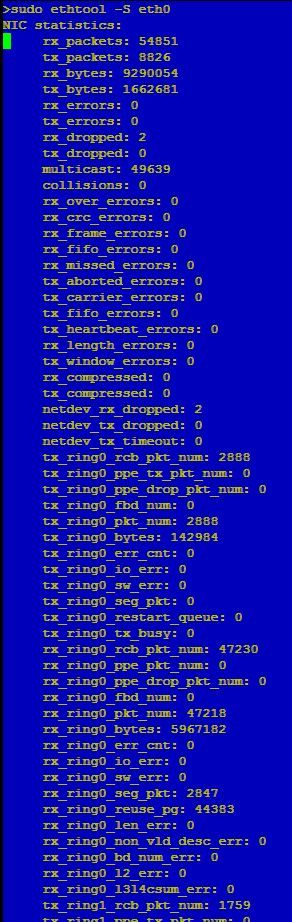 >sudo ethtool -S eth0
NIC statistics:
rx_packets: 54851
tx_packets: 8826
rx_bytes: 9290054
tx_bytes: 1662681
rx_errors: 0
tx_errors: 0
rx_dropped: 2
tx_dropped: 0
multicast: 49639
collisions: 0
rx_over_errors: 0
rx_crc_errors: 0
rx_frame_errors: 0
rx_fifo_errors: 0
rx_missed_errors: 0
tx_aborted_errors: 0
tx_carrier_errors: 0
tx_fifo_errors: 0
tx_heartbeat_errors: 0
rx_length_errors: 0
tx_window_errors: 0
rx_compressed: 0
tx_compressed: 0
netdev_rx_dropped: 2
netdev_tx_dropped: 0
netdev_tx_timeout: 0
tx_ring0_rcb_pkt_num: 2888
tx_ring0_ppe_tx_pkt_num: 0
tx_ring0_ppe_drop_pkt_num: 0
tx_ring0_fbd_num: 0
tx_ring0_pkt_num: 2888
tx_ring0_bytes: 142984
tx_ring0_err_cnt: 0
tx_ring0_io_err: 0
tx_ring0_sw_err: 0
tx_ring0_seg_pkt: 0
tx_ring0_restart_queue: 0
tx_ring0_tx_busy: 0
rx_ring0_rcb_pkt_num: 47230
rx_ring0_ppe_pkt_num: 0
rx_ring0_ppe_drop_pkt_num: 0
rx_ring0_fbd_num: 0
rx_ring0_pkt_num: 47218
rx_ring0_bytes: 5967182
rx_ring0_err_cnt: 0
rx_ring0_io_err: 0
rx_ring0_sw_err: 0
rx_ring0_seg_pkt: 2847
rx_ring0_reuse_pg: 44383
rx_ring0_len_err: 0
rx_ring0_non_vld_desc_err: 0
rx_ring0_bd_num_err: 0
rx_ring0_l2_err: 0
rx_ring0_l3l4csum_err: 0
tx_ring1_rcb_pkt_num: 1759
tx_ring1_ppe_tx_pkt_num: 0